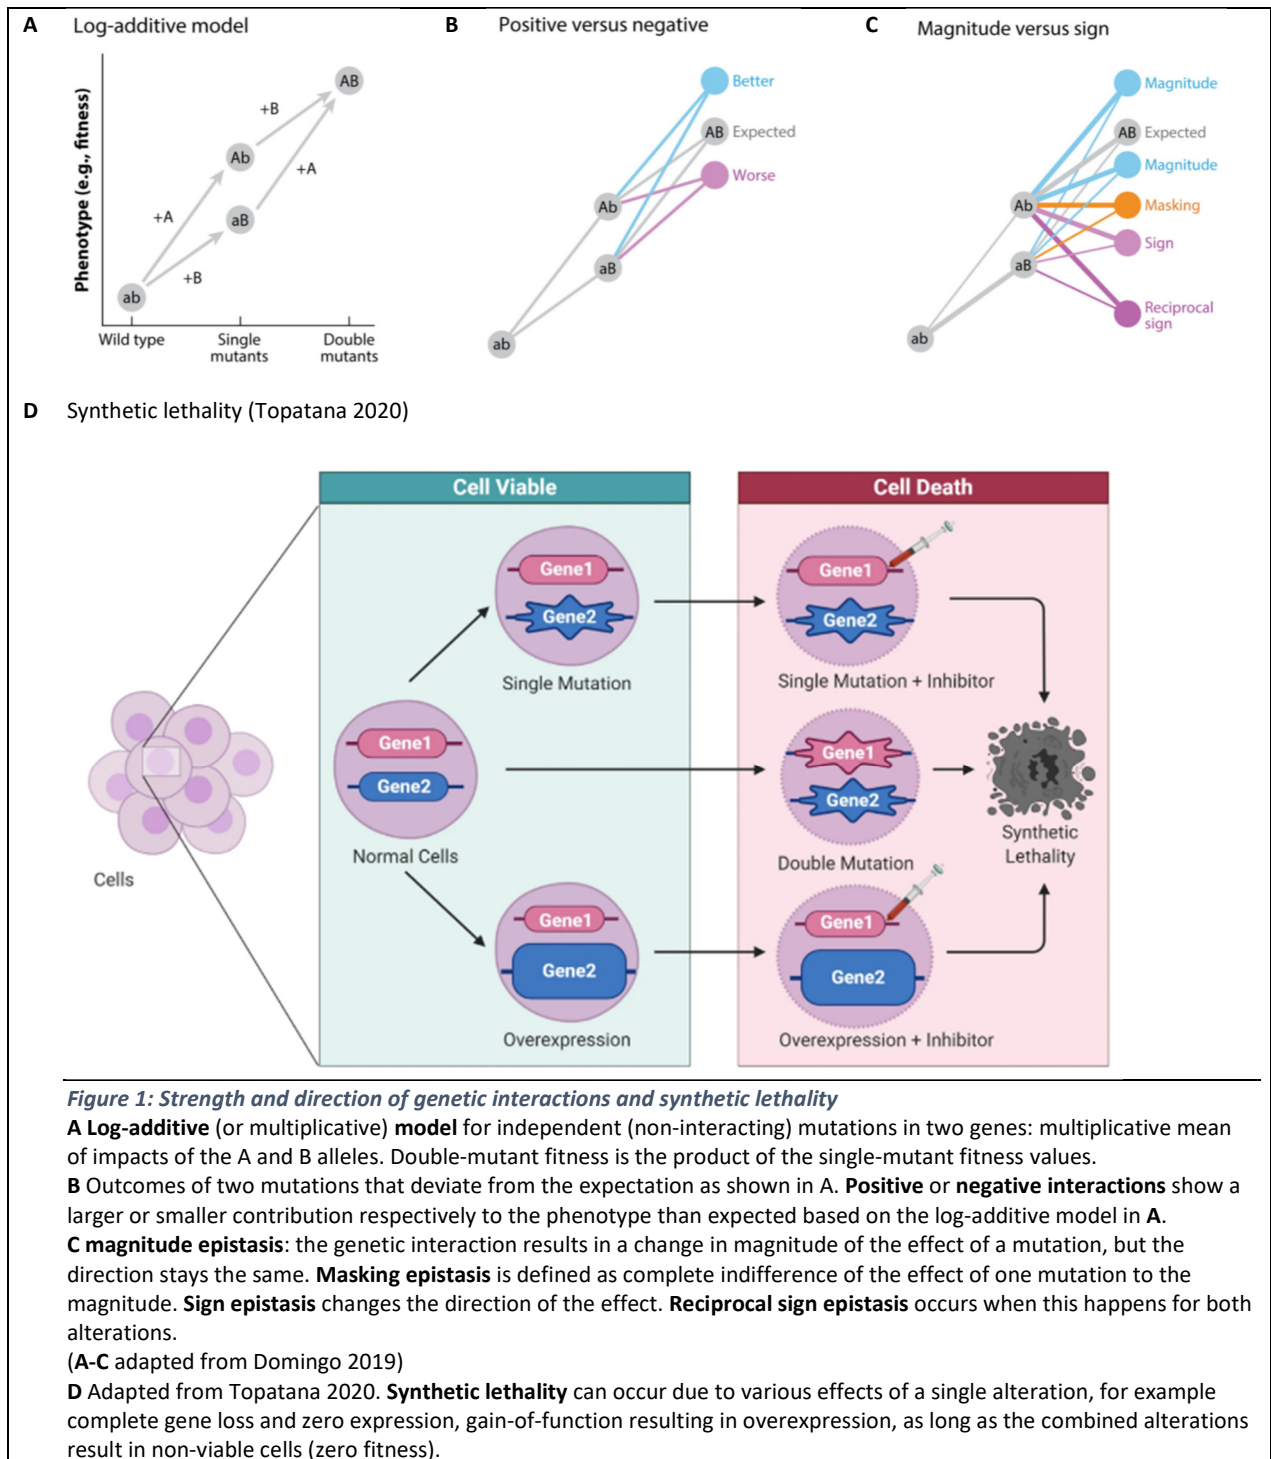 A Log-additive model
Phenotype (e.g., fitness)
AB
+B
Ab
+A
+A
aB
+B
ab
Wild type
Single mutants
Double mutants
B Positive versus negative
Better
AB Expected
Worse
Ab
aB
ab
C Magnitude versus sign
Magnitude
AB Expected
Magnitude
Masking
Ab
Sign
aB
Reciprocal
sign
ab
D Synthetic lethality (Topatana 2020)
Cell Viable
Cell Death
Gene1
Gene2
Single Mutation
Gene1
Gene2
Single Mutation + Inhibitor
Gene1
Gene2
Normal Cells
Gene1
Gene2
Double Mutation
Synthetic
Lethality
Cells
Gene1
Gene2
Overexpression
Gene1
Gene2
Overexpression + Inhibitor
Figure 1: Strength and direction of genetic interactions and synthetic lethality
A Log-additive (or multiplicative) model for independent (non-interacting) mutations in two genes: multiplicative mean
of impacts of the A and B alleles. Double-mutant fitness is the product of the single-mutant fitness values.
B Outcomes of two mutations that deviate from the expectation as shown in A. Positive or negative interactions show a
larger or smaller contribution respectively to the phenotype than expected based on the log-additive model in A.
C magnitude epistasis: the genetic interaction results in a change in magnitude of the effect of a mutation, but the
direction stays the same. Masking epistasis is defined as complete indifference of the effect of one mutation to the
magnitude. Sign epistasis changes the direction of the effect. Reciprocal sign epistasis occurs when this happens for both
alterations.
(A-C adapted from Domingo 2019)
D Adapted from Topatana 2020. Synthetic lethality can occur due to various effects of a single alteration, for example
complete gene loss and zero expression, gain-of-function resulting in overexpression, as long as the combined alterations
result in non-viable cells (zero fitness).